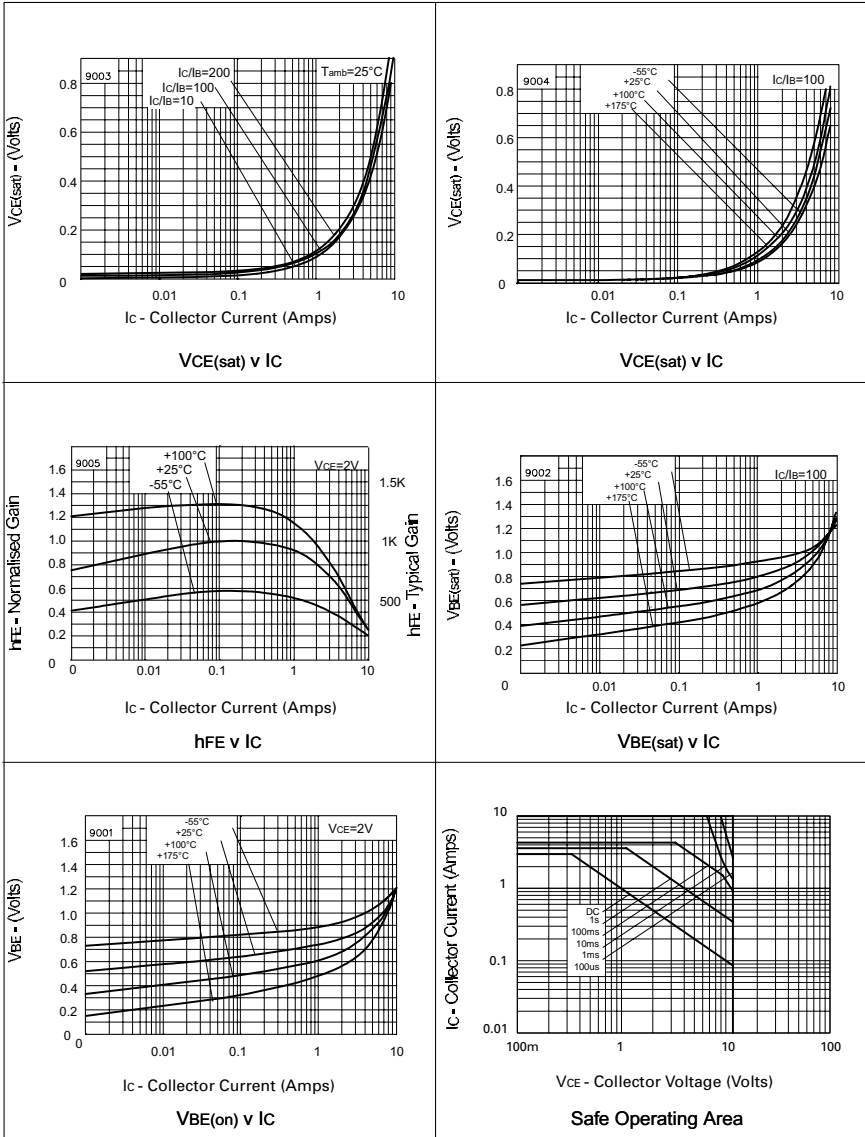 9003
IC/IB=200
IC/IB=100
IC/IB=10
Tamb=25°C
VCE(sat) - (Volts)
0.8
0.6
0.4
0.2
0
0.01
0.1
1
10
IC - Collector Current (Amps)
VCE(sat) v IC
9004
-55°C
+25°C
+100°C
+175°C
IC/IB=100
VCE(sat) - (Volts)
0.8
0.6
0.4
0.2
0
0.01
0.1
1
10
IC - Collector Current (Amps)
VCE(sat) v IC
9005
+100°C
+25°C
-55°C
VCE=2V
hFE - Normalised Gain
1.6
1.4
1.2
1.0
0.8
0.6
0.4
0.2
0
1.5K
1K
500
hFE - Typical Gain
0
0.01
0.1
1
10
IC - Collector Current (Amps)
hFE v IC
9002
-55°C
+25°C
+100°C
+175°C
IC/IB=100
VBE(sat) - (Volts)
1.6
1.4
1.2
1.0
0.8
0.6
0.4
0.2
0
0.01
0.1
1
10
IC - Collector Current (Amps)
VBE(sat) v IC
9001
-55°C
+25°C
+100°C
+175°C
VCE=2V
VBE - (Volts)
1.6
1.4
1.2
1.0
0.8
0.6
0.4
0.2
0
0
0.01
0.1
1
10
IC - Collector Current (Amps)
VBE(on) v IC
IC - Collector Current (Amps)
10
1
0.1
0.01
DC
1s
100ms
10ms
1ms
100us
100m
1
10
100
VCE - Collector Voltage (Volts)
Safe Operating Area